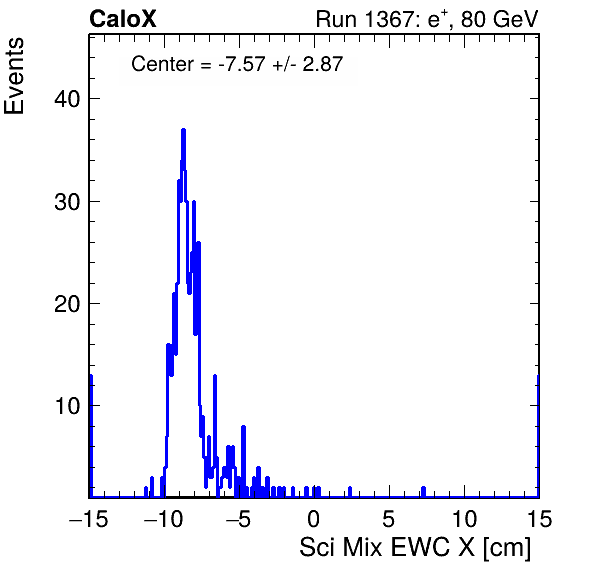 CaloX Run 1367: e⁺, 80 GeV
Center = -7.57 +/- 2.87
Events
40
30
20
10
−15 −10 −5 0 5 10 15
Sci Mix EWC X [cm]